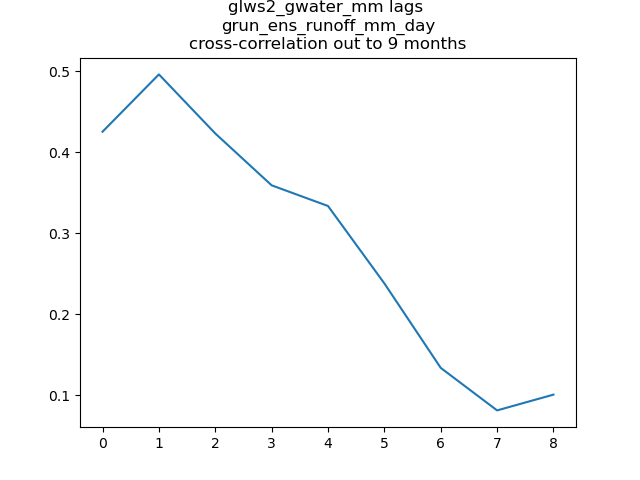 glws2_gwater_mm lags
grun_ens_runoff_mm_day
cross-correlation out to 9 months
0.5
0.4
0.3
0.2
0.1
0 1 2 3 4 5 6 7 8